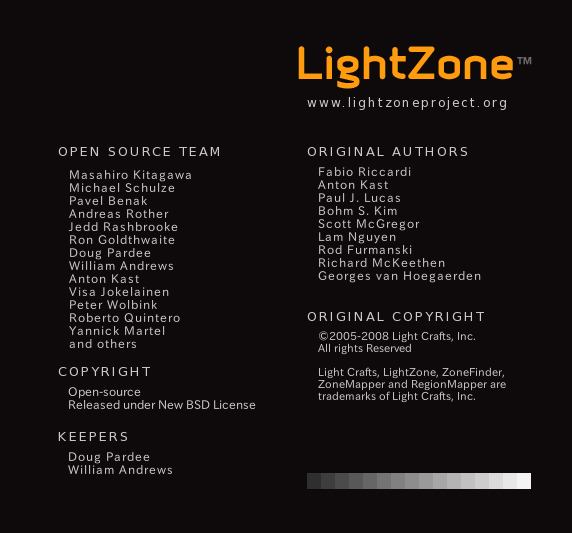 LightZone™
www.lightzoneproject.org
OPEN SOURCE TEAM
Masahiro Kitagawa
Michael Schulze
Pavel Benak
Andreas Rother
Jedd Rashbrooke
Ron Goldthwaite
Doug Pardee
William Andrews
Anton Kast
Visa Jokelainen
Peter Wolbink
Roberto Quintero
Yannick Martel
and others
COPYRIGHT
Open-source
Released under New BSD License
KEEPERS
Doug Pardee
William Andrews
ORIGINAL AUTHORS
Fabio Riccardi
Anton Kast
Paul J. Lucas
Bohm S. Kim
Scott McGregor
Lam Nguyen
Rod Furmanski
Richard McKeethen
Georges van Hoegaerden
ORIGINAL COPYRIGHT
©2005-2008 Light Crafts, Inc.
All rights Reserved
Light Crafts, LightZone, ZoneFinder,
ZoneMapper and RegionMapper are
trademarks of Light Crafts, Inc.